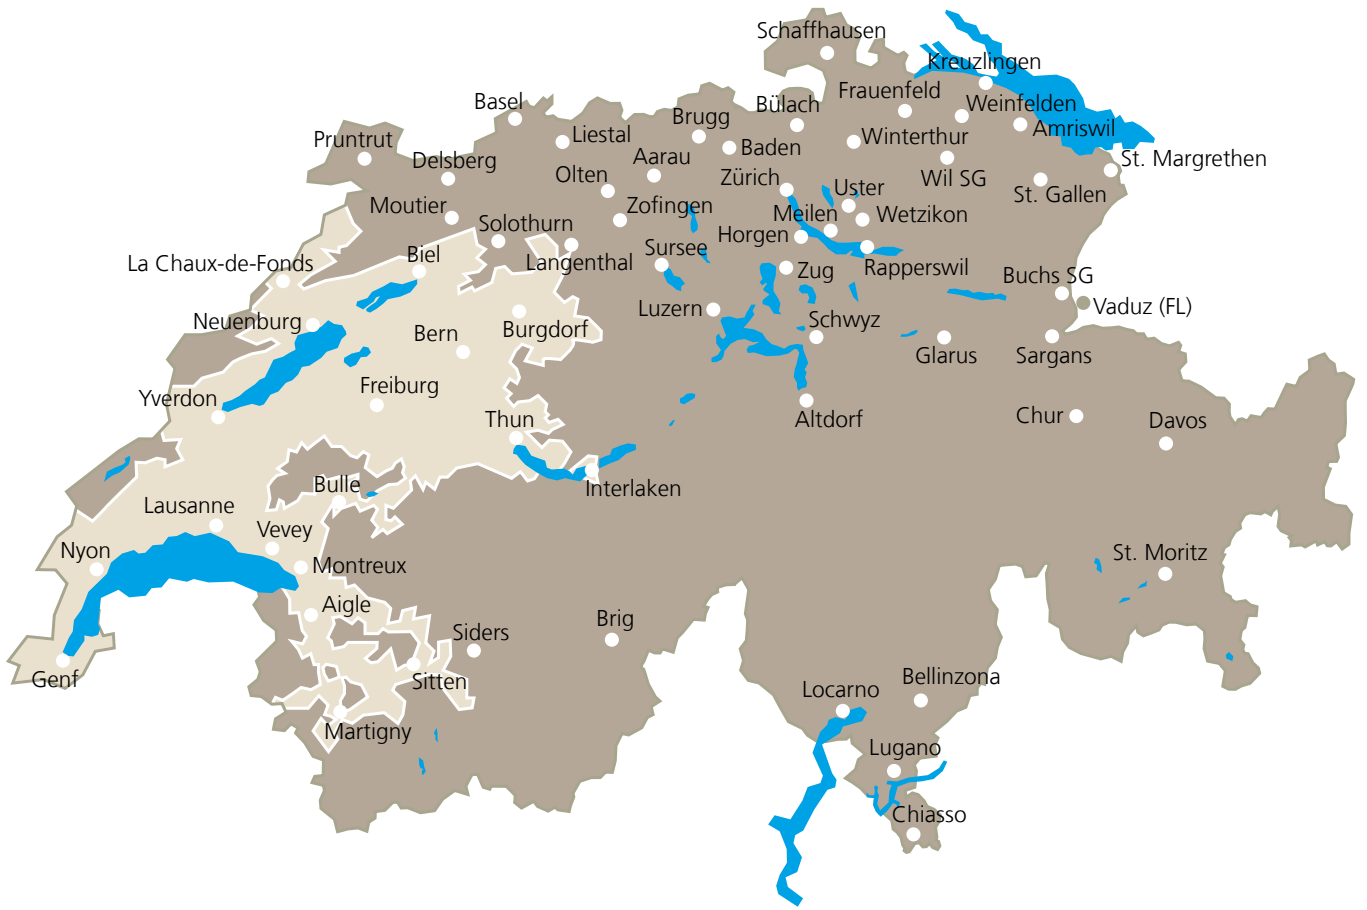 Schaffhausen
Kreuzlingen
Frauenfeld
Basel
Bülach
Weinfelden
Brugg
Liestal
Amriswil
Pruntrut
Winterthur
Baden
Aarau
Delsberg
St. Margrethen
Olten
Zürich
Wil SG
Uster
St. Gallen
Moutier
Zofingen
Meilen
Wetzikon
Solothurn
Horgen
Sursee
Biel
La Chaux-de-Fonds
Langenthal
Zug
Rapperswil
Buchs SG
Vaduz (FL)
Luzern
Neuenburg
Schwyz
Burgdorf
Bern
Glarus
Sargans
Freiburg
Yverdon
Thun
Altdorf
Chur
Davos
Bulle
Interlaken
Lausanne
Vevey
Nyon
St. Moritz
Montreux
Aigle
Brig
Siders
Genf
Sitten
Bellinzona
Locarno
Martigny
Lugano
Chiasso